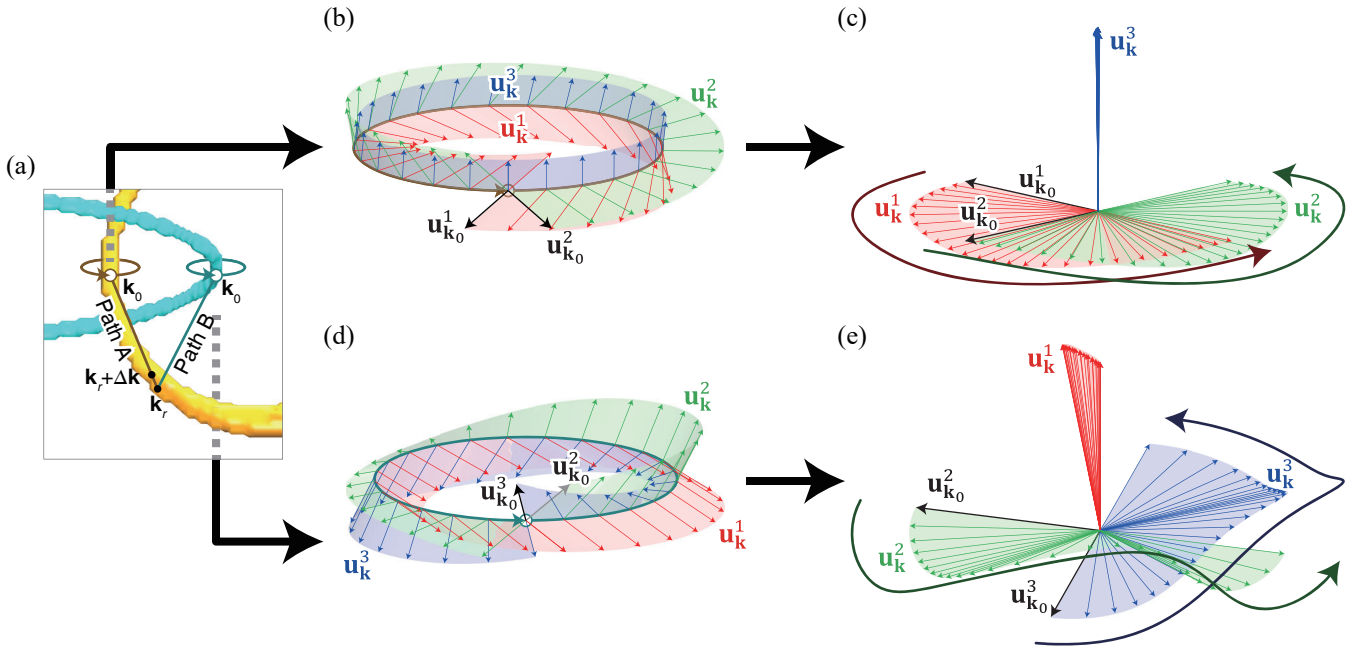 (a)
k₀
k₀
Path A
Path B
kᵣ+Δk
kᵣ
(b)
u³ₖ
u²ₖ
u¹ₖ
u¹ₖ₀
u²ₖ₀
(c)
u³ₖ
u¹ₖ₀
u¹ₖ
u²ₖ₀
u²ₖ
(d)
u²ₖ
u²ₖ₀
u³ₖ₀
u¹ₖ
u³ₖ
(e)
u¹ₖ
u³ₖ
u²ₖ₀
u²ₖ
u³ₖ₀